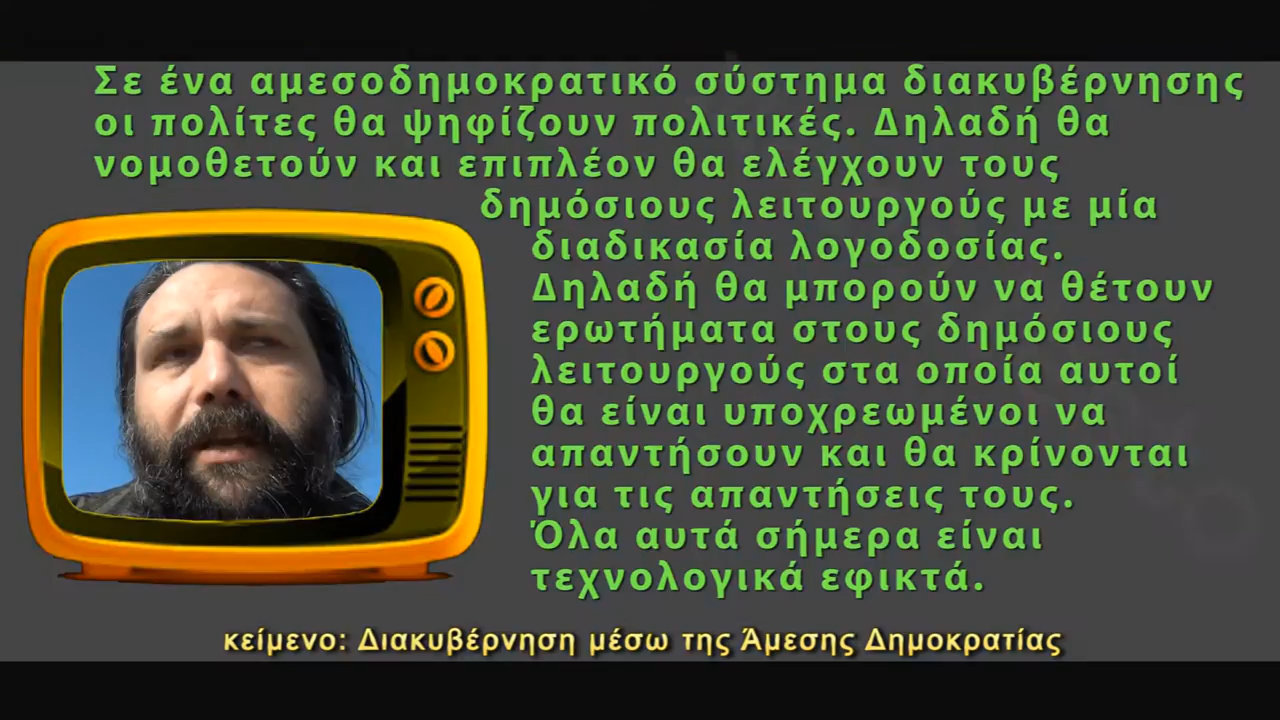 Σε ένα αμεσοδημοκρατικό σύστημα διακυβέρνησης
οι πολίτες θα ψηφίζουν πολιτικές. Δηλαδή θα
νομοθετούν και επιπλέον θα ελέγχουν τους
δημόσιους λειτουργούς με μία
διαδικασία λογοδοσίας.
Δηλαδή θα μπορούν να θέτουν
ερωτήματα στους δημόσιους
λειτουργούς στα οποία αυτοί
θα είναι υποχρεωμένοι να
απαντήσουν και θα κρίνονται
για τις απαντήσεις τους.
Όλα αυτά σήμερα είναι
τεχνολογικά εφικτά.
κείμενο: Διακυβέρνηση μέσω της Άμεσης Δημοκρατίας